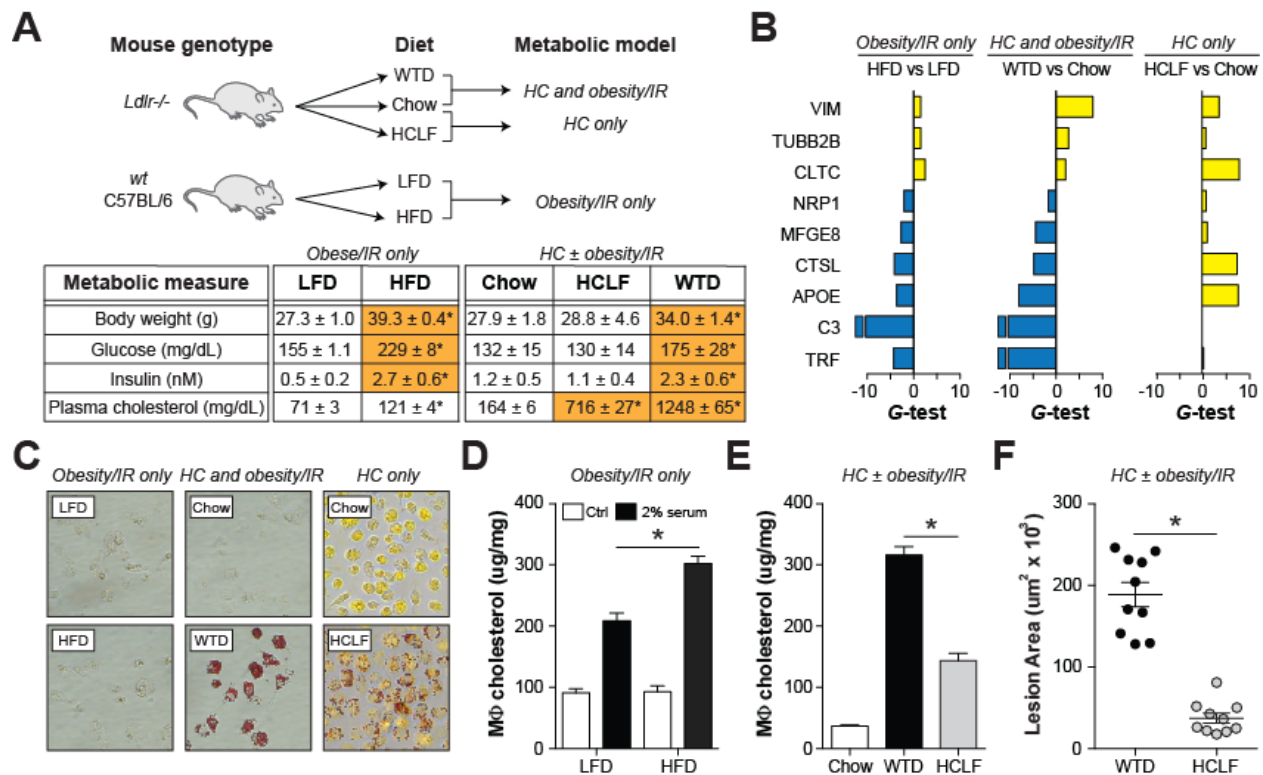 A
Mouse genotype Diet Metabolic model
Ldlr-/-
WTD
Chow
HCLF
HC and obesity/IR
HC only
wt
C57BL/6
LFD
HFD
Obesity/IR only
Obese/IR only HC ± obesity/IR
Metabolic measure LFD HFD Chow HCLF WTD
Body weight (g) 27.3 ± 1.0 39.3 ± 0.4* 27.9 ± 1.8 28.8 ± 4.6 34.0 ± 1.4*
Glucose (mg/dL) 155 ± 1.1 229 ± 8* 132 ± 15 130 ± 14 175 ± 28*
Insulin (nM) 0.5 ± 0.2 2.7 ± 0.6* 1.2 ± 0.5 1.1 ± 0.4 2.3 ± 0.6*
Plasma cholesterol (mg/dL) 71 ± 3 121 ± 4* 164 ± 6 716 ± 27* 1248 ± 65*
B
Obesity/IR only HC and obesity/IR HC only
HFD vs LFD WTD vs Chow HCLF vs Chow
VIM
TUBB2B
CLTC
NRP1
MFGE8
CTSL
APOE
C3
TRF
-10 0 10 -10 0 10 -10 0 10
G-test G-test G-test
C
Obesity/IR only HC and obesity/IR HC only
LFD Chow Chow
HFD WTD HCLF
D
Obesity/IR only
Ctrl 2% serum
*
MΦ cholesterol (ug/mg)
400
300
200
100
0
LFD HFD
E
HC ± obesity/IR
*
MΦ cholesterol (ug/mg)
400
300
200
100
0
Chow WTD HCLF
F
HC ± obesity/IR
*
Lesion Area (um² x 10³)
300
200
100
0
WTD HCLF